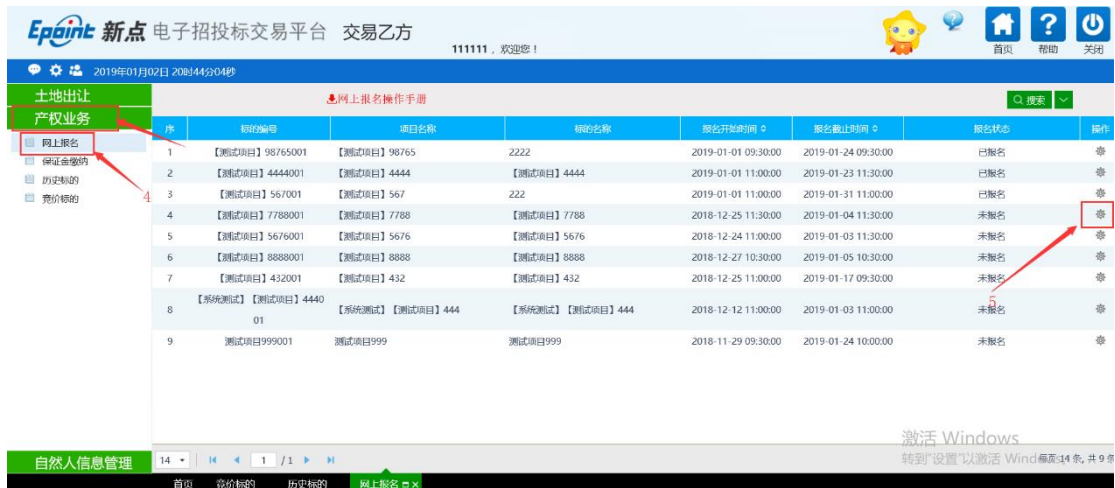 Epoint 新点 电子招投标交易平台 交易乙方
111111，欢迎您！
首页 帮助 关闭
2019年01月02日 20时44分04秒
土地出让
产权业务
网上报名
保证金缴纳
历史标的
竞价标的
4
自然人信息管理
网上报名操作手册
搜索
序 标的编号 项目名称 标的名称 报名开始时间 报名截止时间 报名状态 操作
1 【测试项目】98765001 【测试项目】98765 2222 2019-01-01 09:30:00 2019-01-24 09:30:00 已报名
2 【测试项目】4444001 【测试项目】4444 【测试项目】4444 2019-01-01 11:00:00 2019-01-23 11:30:00 已报名
3 【测试项目】567001 【测试项目】567 222 2019-01-01 11:00:00 2019-01-31 11:00:00 已报名
4 【测试项目】7788001 【测试项目】7788 【测试项目】7788 2018-12-25 11:30:00 2019-01-04 11:30:00 未报名
5 【测试项目】5676001 【测试项目】5676 【测试项目】5676 2018-12-24 11:00:00 2019-01-03 11:30:00 未报名
6 【测试项目】8888001 【测试项目】8888 【测试项目】8888 2018-12-27 10:30:00 2019-01-05 10:30:00 未报名
7 【测试项目】432001 【测试项目】432 【测试项目】432 2018-12-25 11:00:00 2019-01-17 09:30:00 未报名
8 【系统测试】【测试项目】4440
01 【系统测试】【测试项目】444 【系统测试】【测试项目】444 2018-12-12 11:00:00 2019-01-03 11:00:00 未报名
9 测试项目999001 测试项目999 测试项目999 2018-11-29 09:30:00 2019-01-24 10:00:00 未报名
5
激活 Windows
转到"设置"以激活 Wind
14 1 / 1 每页:14 条, 共 9 条
首页 竞价标的 历史标的 网上报名